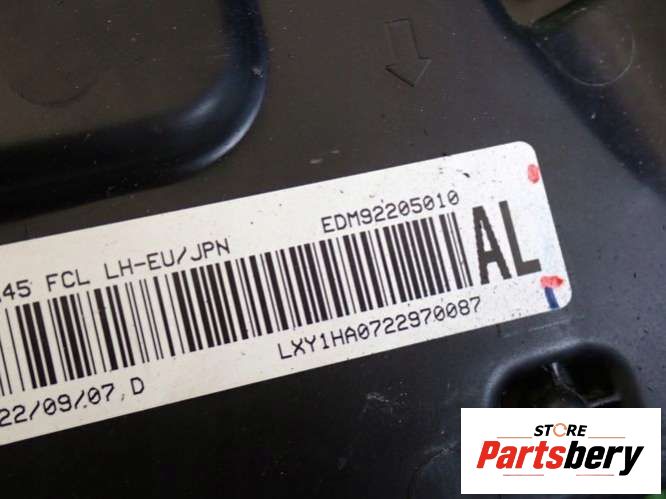 EDM92205010
.45 FCL LH-EU/JPN
AL
LXY1HA0722970087
22/09/07,D
STORE
Partsbery